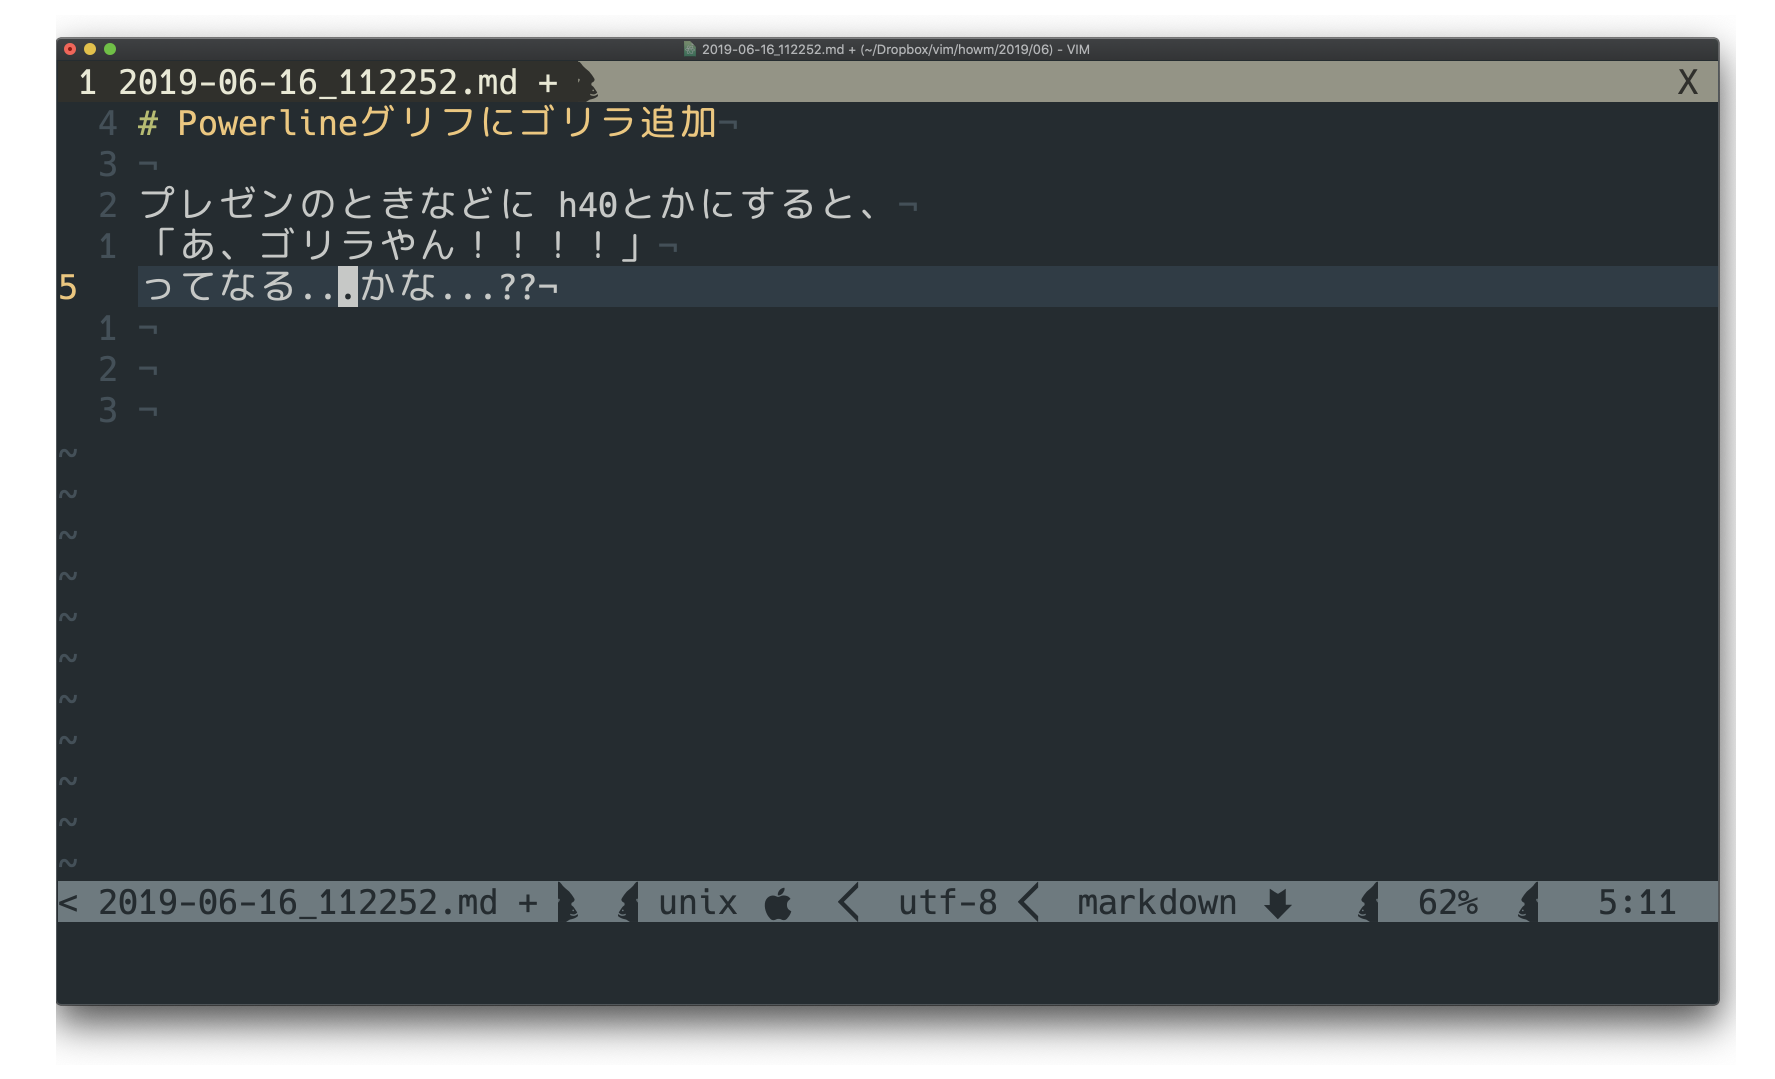 2019-06-16_112252.md + (~/Dropbox/vim/howm/2019/06) - VIM
1 2019-06-16_112252.md + X
4 # Powerlineグリフにゴリラ追加¬
3 ¬
2 プレゼンのときなどに h40とかにすると、¬
1 「あ、ゴリラやん！！！！」¬
5 ってなる...かな...??¬
1 ¬
2 ¬
3 ¬
~
~
~
~
~
~
~
~
~
~
~
< 2019-06-16_112252.md + unix < utf-8 < markdown 62% 5:11